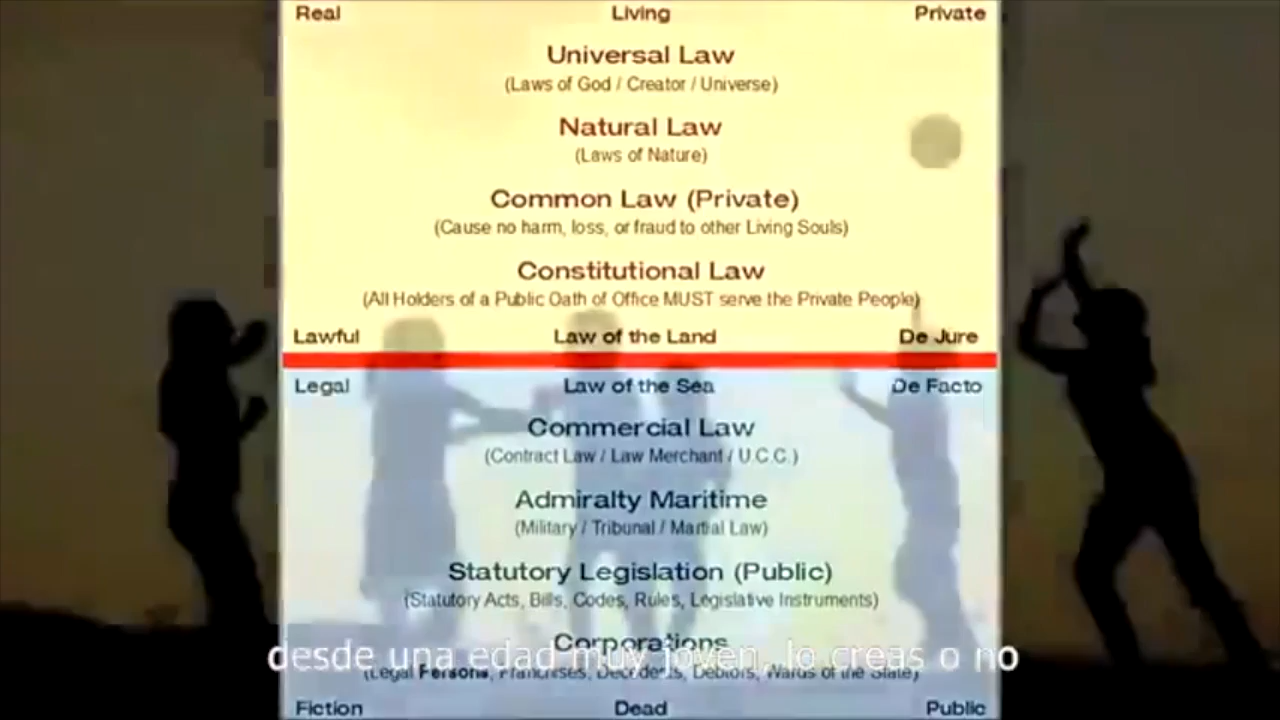 Real Living Private
Universal Law
(Laws of God / Creator / Universe)
Natural Law
(Laws of Nature)
Common Law (Private)
(Cause no harm, loss, or fraud to other Living Souls)
Constitutional Law
(All Holders of a Public Oath of Office MUST serve the Private People)
Lawful Law of the Land De Jure
Legal Law of the Sea De Facto
Commercial Law
(Contract Law / Law Merchant / U.C.C.)
Admiralty Maritime
(Military / Tribunal / Martial Law)
Statutory Legislation (Public)
(Statutory Acts, Bills, Codes, Rules, Legislative Instruments)
Corporations
desde una edad muy joven, lo creas o no
(Legal Persons, Franchises, Decedents, Debtors, Wards of the State)
Fiction Dead Public